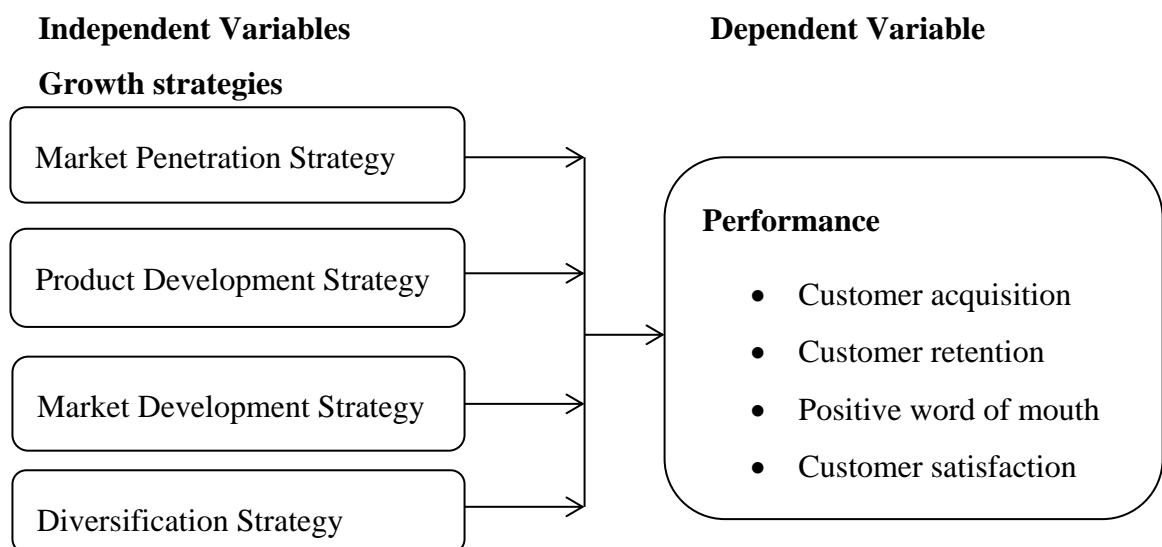 Independent Variables
Dependent Variable
Growth strategies
Market Penetration Strategy
Product Development Strategy
Market Development Strategy
Diversification Strategy
Performance
• Customer acquisition
• Customer retention
• Positive word of mouth
• Customer satisfaction